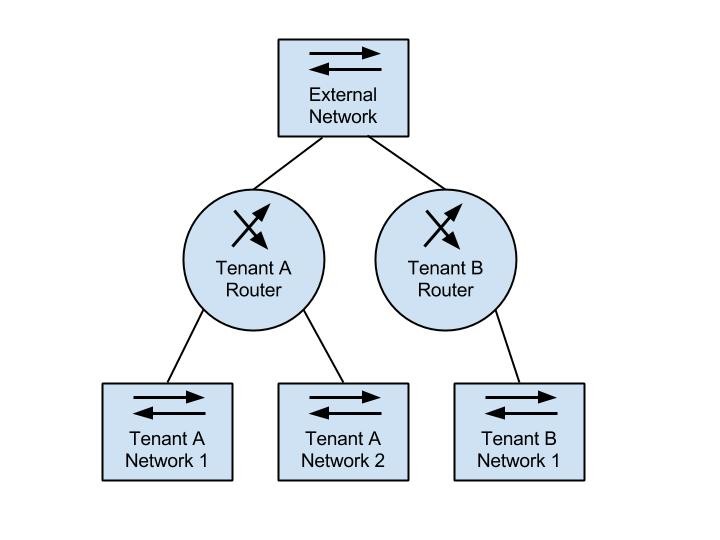 External
Network
Tenant A
Router
Tenant B
Router
Tenant A
Network 1
Tenant A
Network 2
Tenant B
Network 1